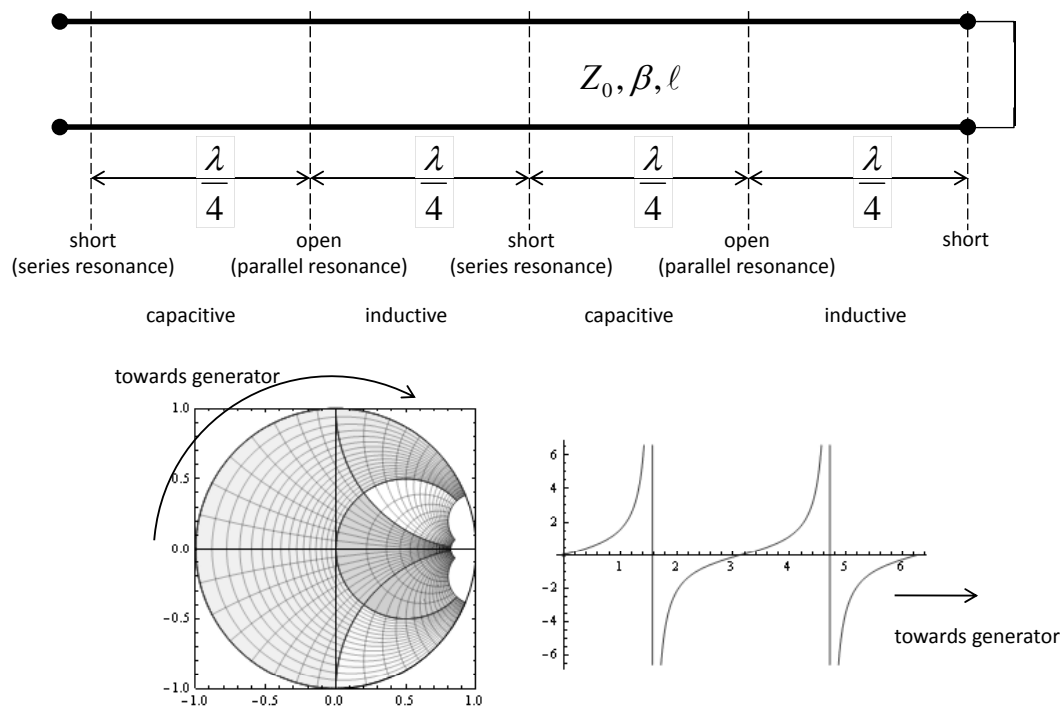 Z₀, β, ℓ
λ/4 λ/4 λ/4 λ/4
short open short open short
(series resonance) (parallel resonance) (series resonance) (parallel resonance)
capacitive inductive capacitive inductive
towards generator
1.0
0.5
0.0
-0.5
-1.0
-1.0 -0.5 0.0 0.5 1.0
6
4
2
0 1 2 3 4 5 6
-2
-4
-6
towards generator